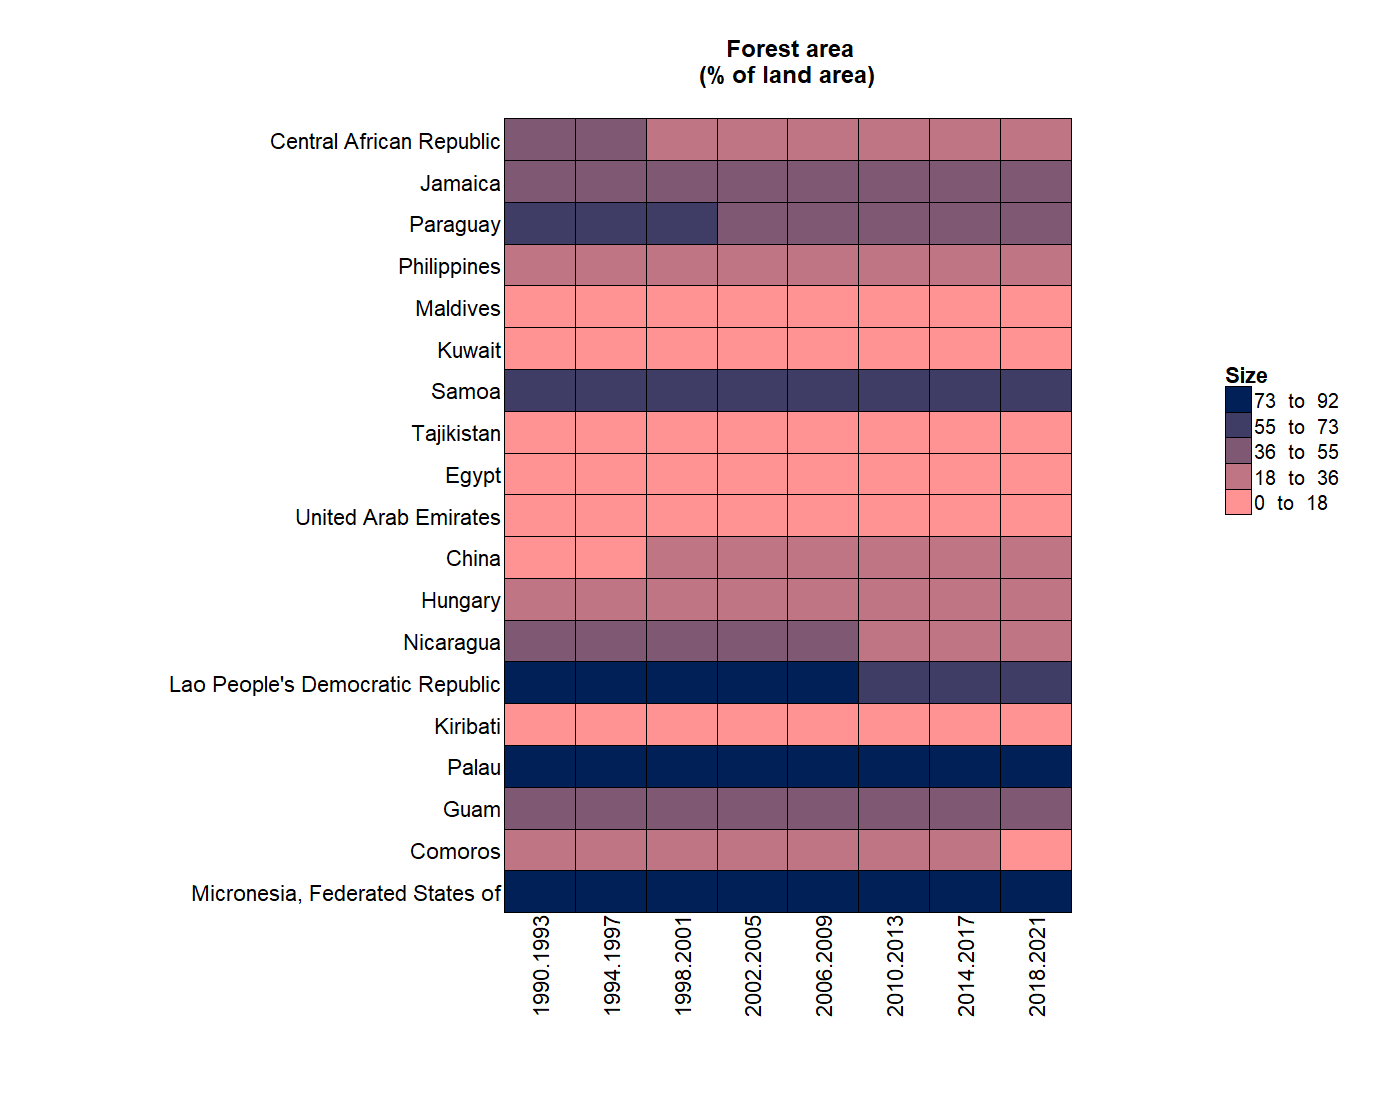 Forest area
(% of land area)
Central African Republic
Jamaica
Paraguay
Philippines
Maldives
Kuwait
Samoa
Tajikistan
Egypt
United Arab Emirates
China
Hungary
Nicaragua
Lao People's Democratic Republic
Kiribati
Palau
Guam
Comoros
Micronesia, Federated States of
1990.1993
1994.1997
1998.2001
2002.2005
2006.2009
2010.2013
2014.2017
2018.2021
Size
73 to 92
55 to 73
36 to 55
18 to 36
0 to 18